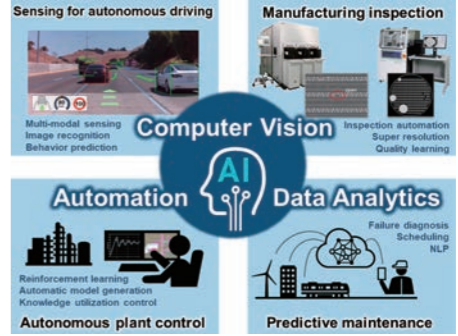 Sensing for autonomous driving
Multi-modal sensing
Image recognition
Behavior prediction
Manufacturing inspection
Inspection automation
Super resolution
Quality learning
Computer Vision
AI
Automation
Data Analytics
Reinforcement learning
Automatic model generation
Knowledge utilization control
Autonomous plant control
Failure diagnosis
Scheduling
NLP
Predictive maintenance